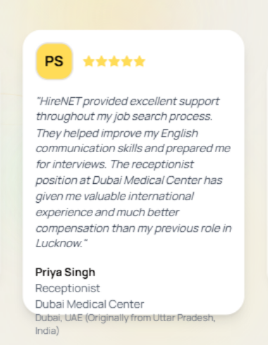 PS
"HireNET provided excellent support
throughout my job search process.
They helped improve my English
communication skills and prepared me
for interviews. The receptionist
position at Dubai Medical Center has
given me valuable international
experience and much better
compensation than my previous role in
Lucknow."
Priya Singh
Receptionist
Dubai Medical Center
Dubai, UAE (Originally from Uttar Pradesh,
India)